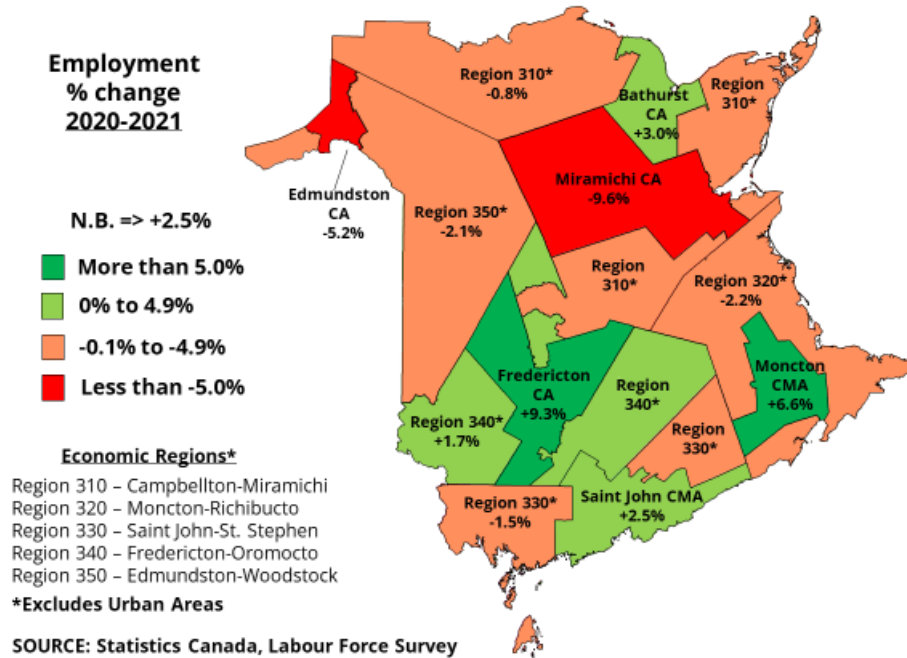 Employment
% change
2020-2021
N.B. => +2.5%
More than 5.0%
0% to 4.9%
-0.1% to -4.9%
Less than -5.0%
Economic Regions*
Region 310 – Campbellton-Miramichi
Region 320 – Moncton-Richibucto
Region 330 – Saint John-St. Stephen
Region 340 – Fredericton-Oromocto
Region 350 – Edmundston-Woodstock
*Excludes Urban Areas
SOURCE: Statistics Canada, Labour Force Survey
Region 310*
-0.8%
Bathurst
CA
+3.0%
Region
310*
Edmundston
CA
-5.2%
Miramichi CA
-9.6%
Region 350*
-2.1%
Region
310*
Region 320*
-2.2%
Fredericton
CA
+9.3%
Region
340*
Moncton
CMA
+6.6%
Region 340*
+1.7%
Region
330*
Region 330*
-1.5%
Saint John CMA
+2.5%